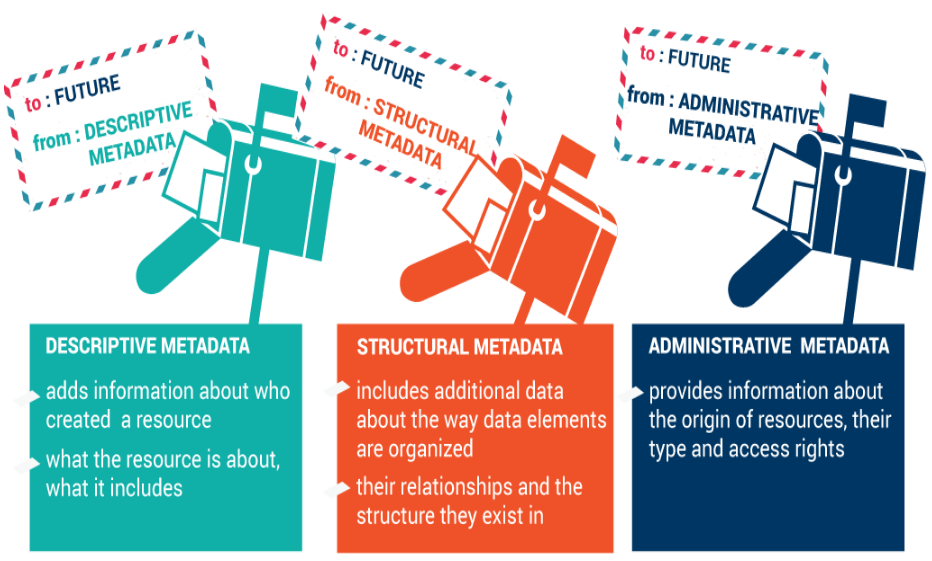 to : FUTURE
from : DESCRIPTIVE
METADATA
to : FUTURE
from : STRUCTURAL
METADATA
to : FUTURE
from : ADMINISTRATIVE
METADATA
DESCRIPTIVE METADATA
adds information about who
created a resource
what the resource is about,
what it includes
STRUCTURAL METADATA
includes additional data
about the way data elements
are organized
their relationships and the
structure they exist in
ADMINISTRATIVE METADATA
provides information about
the origin of resources, their
type and access rights